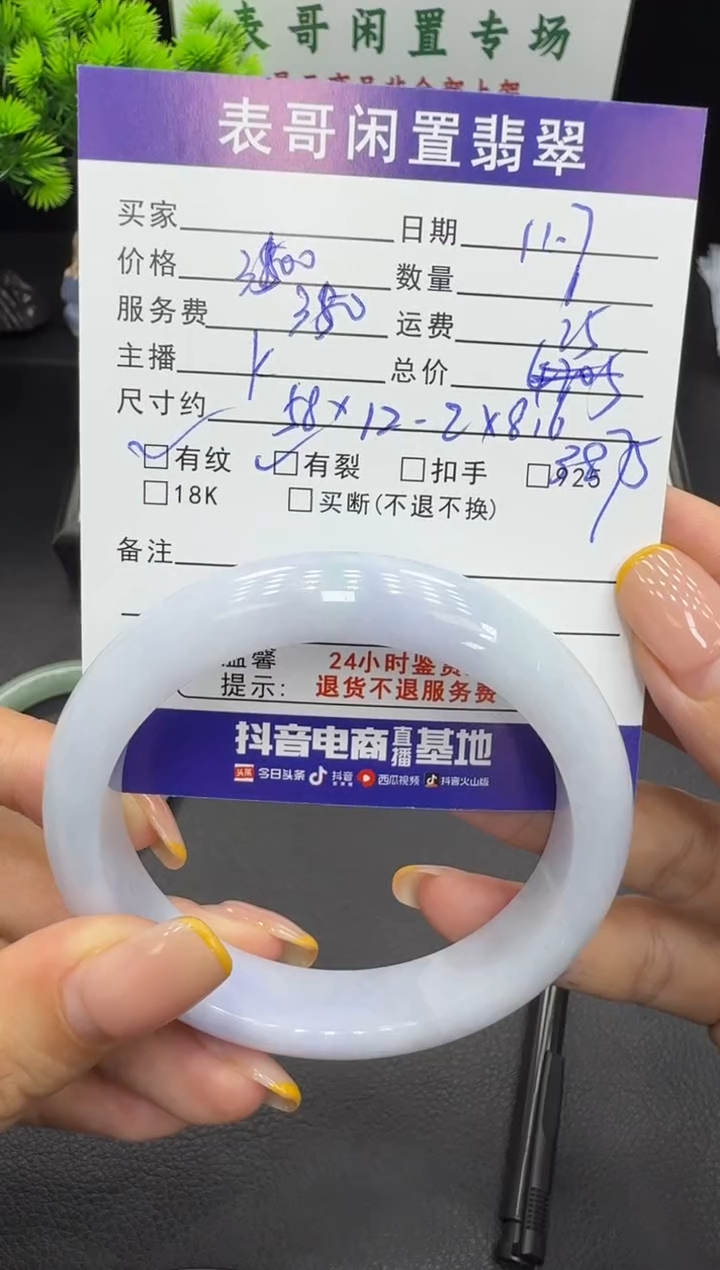 表哥闲置专场
表哥闲置翡翠
买家 日期 11.7
价格 数量 1
服务费 380 运费 25
主播 总价
尺寸约 58×12-2×8.6
有纹 有裂 扣手 925
3875
18K 买断(不退不换)
备注
温馨 24小时鉴赏
提示: 退货不退服务费
抖音电商直播基地
头条 今日头条 抖音 西瓜视频 抖音火山版